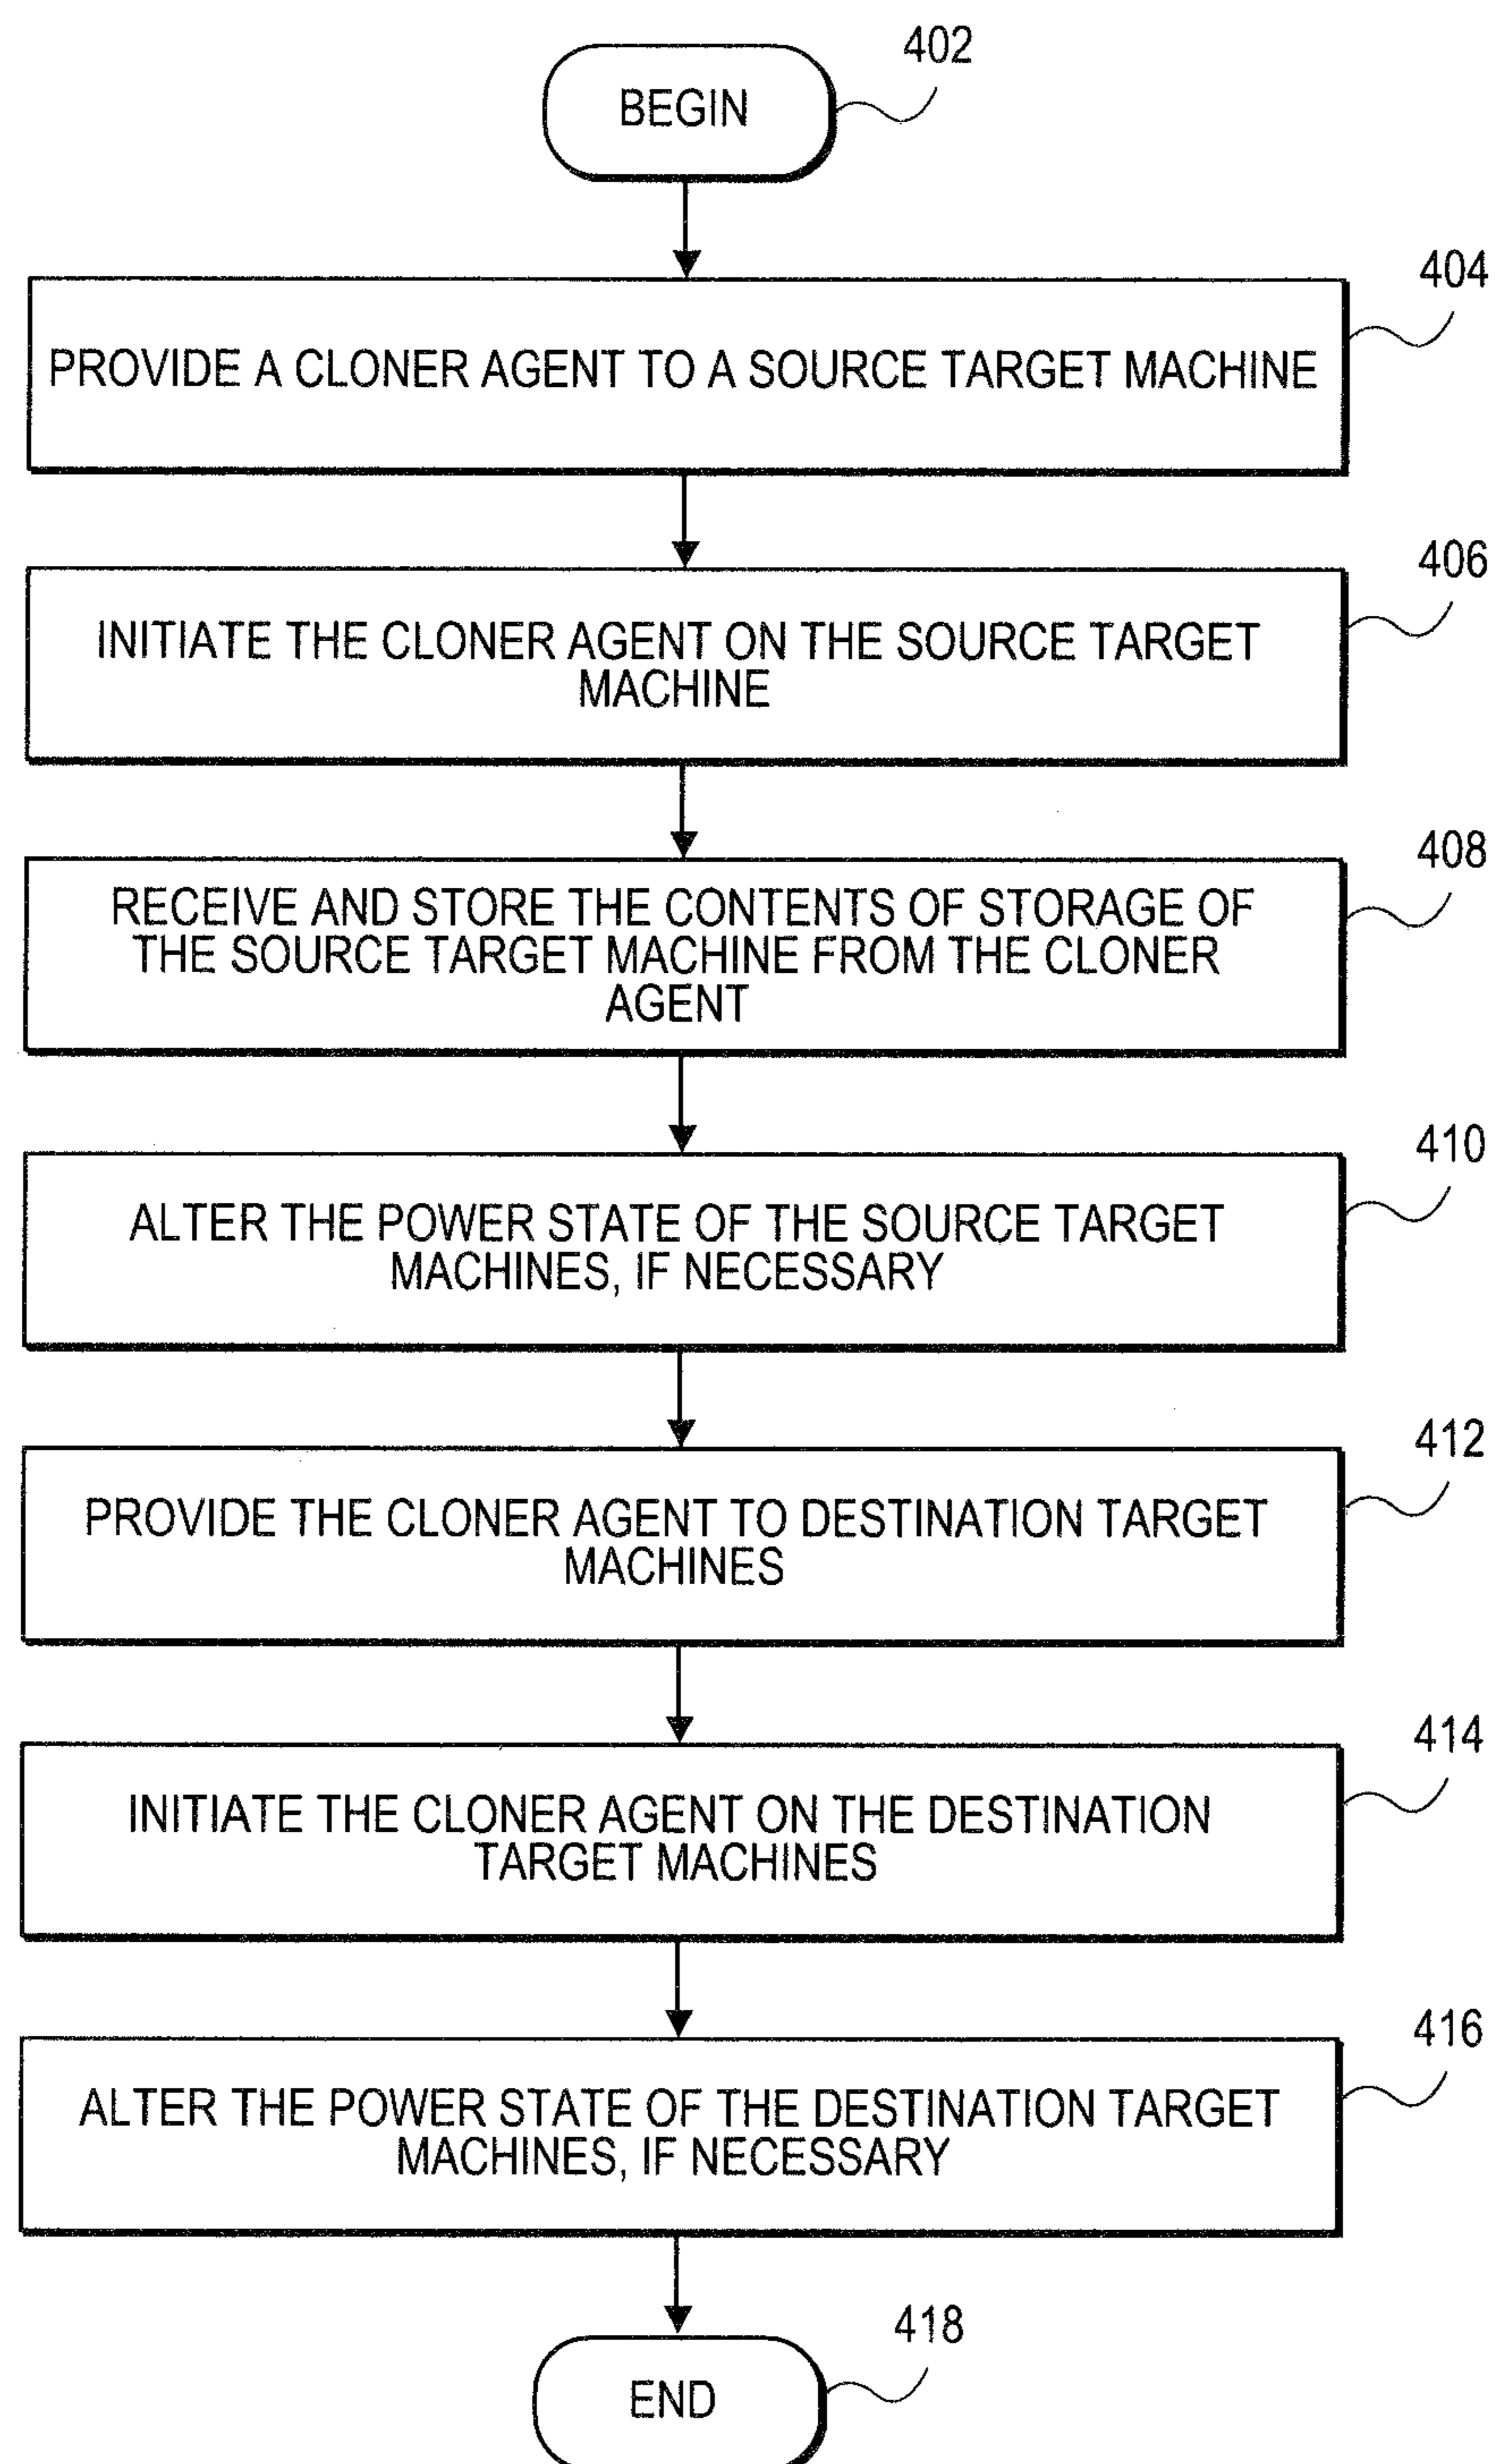 402
BEGIN
404
PROVIDE A CLONER AGENT TO A SOURCE TARGET MACHINE
406
INITIATE THE CLONER AGENT ON THE SOURCE TARGET
MACHINE
408
RECEIVE AND STORE THE CONTENTS OF STORAGE OF
THE SOURCE TARGET MACHINE FROM THE CLONER
AGENT
410
ALTER THE POWER STATE OF THE SOURCE TARGET
MACHINES, IF NECESSARY
412
PROVIDE THE CLONER AGENT TO DESTINATION TARGET
MACHINES
414
INITIATE THE CLONER AGENT ON THE DESTINATION
TARGET MACHINES
416
ALTER THE POWER STATE OF THE DESTINATION TARGET
MACHINES, IF NECESSARY
418
END